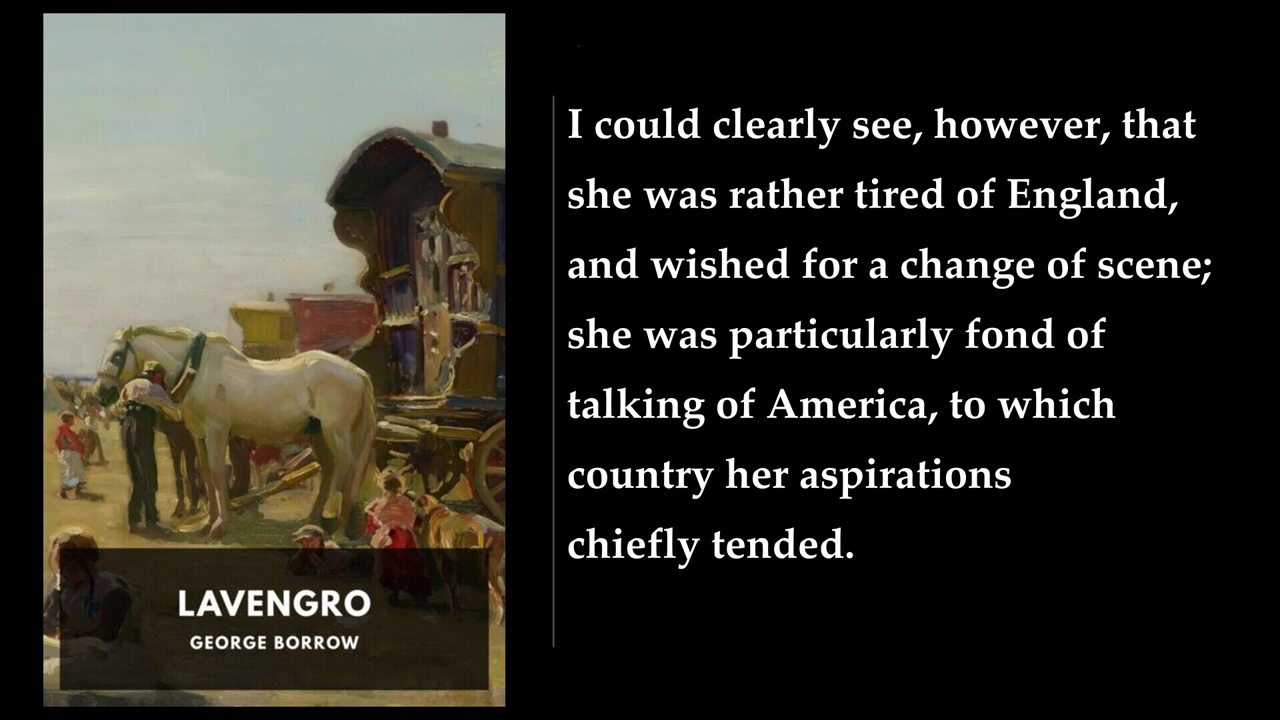 LAVENGRO
GEORGE BORROW
I could clearly see, however, that
she was rather tired of England,
and wished for a change of scene;
she was particularly fond of
talking of America, to which
country her aspirations
chiefly tended.